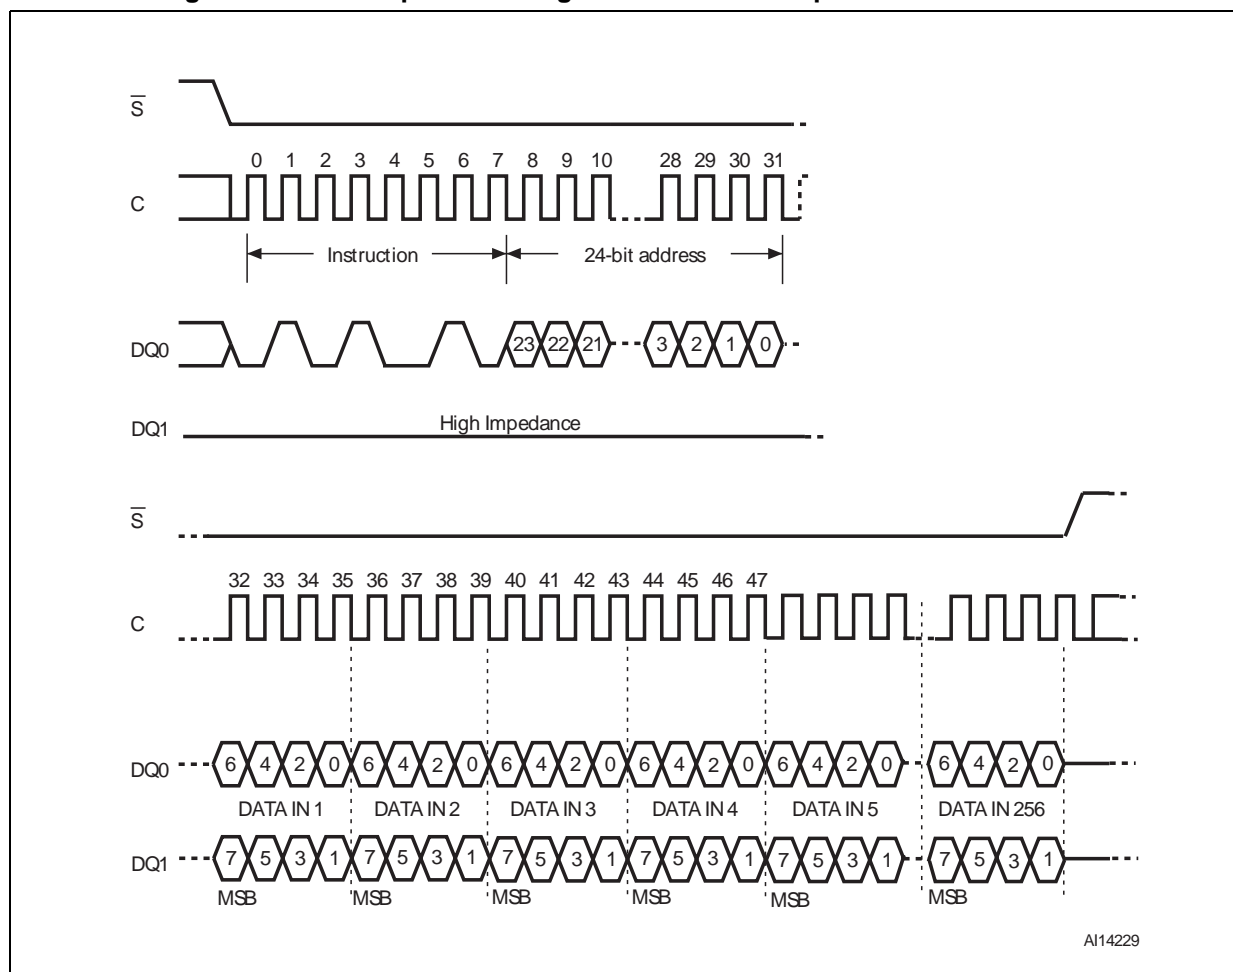 S
0 1 2 3 4 5 6 7 8 9 10 28 29 30 31
C
Instruction 24-bit address
DQ0 23 22 21 3 2 1 0
DQ1 High Impedance
S
32 33 34 35 36 37 38 39 40 41 42 43 44 45 46 47
C
DQ0 6 4 2 0 6 4 2 0 6 4 2 0 6 4 2 0 6 4 2 0 6 4 2 0
DATA IN 1 DATA IN 2 DATA IN 3 DATA IN 4 DATA IN 5 DATA IN 256
DQ1 7 5 3 1 7 5 3 1 7 5 3 1 7 5 3 1 7 5 3 1 7 5 3 1
MSB MSB MSB MSB MSB MSB
AI14229